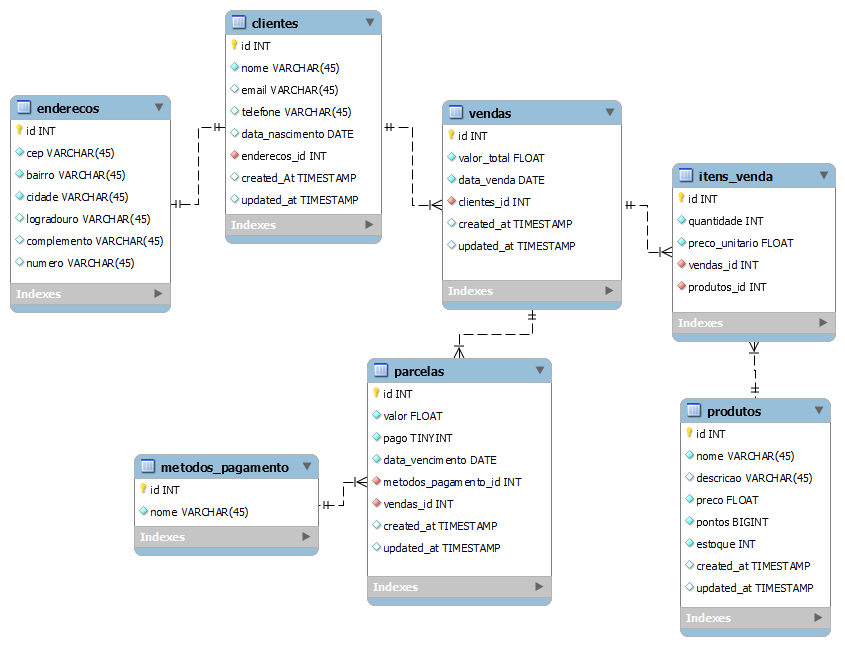 clientes
id INT
nome VARCHAR(45)
email VARCHAR(45)
telefone VARCHAR(45)
data_nascimento DATE
enderecos_id INT
created_At TIMESTAMP
updated_at TIMESTAMP
Indexes
enderecos
id INT
cep VARCHAR(45)
bairro VARCHAR(45)
cidade VARCHAR(45)
logradouro VARCHAR(45)
complemento VARCHAR(45)
numero VARCHAR(45)
Indexes
vendas
id INT
valor_total FLOAT
data_venda DATE
clientes_id INT
created_at TIMESTAMP
updated_at TIMESTAMP
Indexes
itens_venda
id INT
quantidade INT
preco_unitario FLOAT
vendas_id INT
produtos_id INT
Indexes
parcelas
id INT
valor FLOAT
pago TINYINT
data_vencimento DATE
metodos_pagamento_id INT
vendas_id INT
created_at TIMESTAMP
updated_at TIMESTAMP
Indexes
metodos_pagamento
id INT
nome VARCHAR(45)
Indexes
produtos
id INT
nome VARCHAR(45)
descricao VARCHAR(45)
preco FLOAT
pontos BIGINT
estoque INT
created_at TIMESTAMP
updated_at TIMESTAMP
Indexes